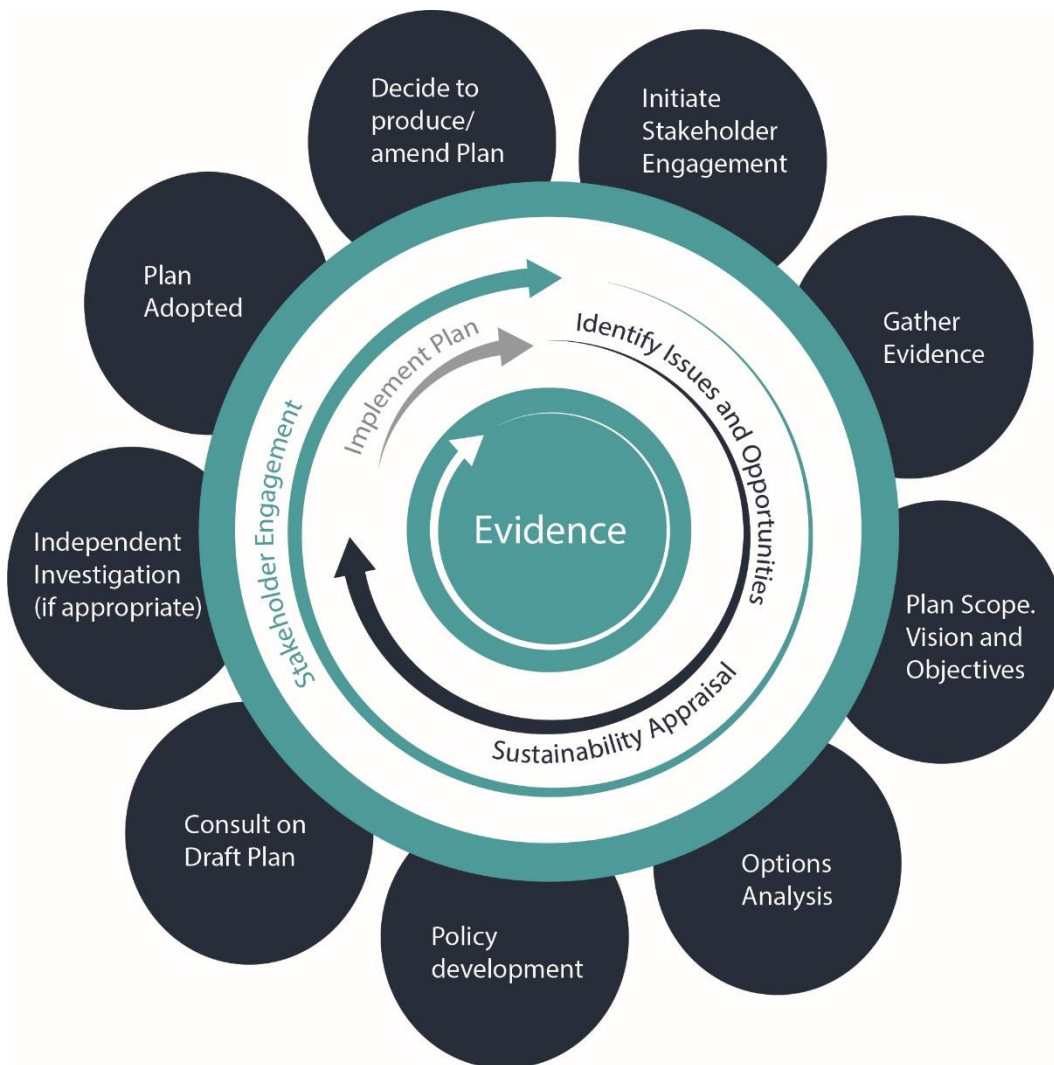 Decide to
produce/
amend Plan
Initiate
Stakeholder
Engagement
Gather
Evidence
Plan Scope.
Vision and
Objectives
Options
Analysis
Policy
development
Consult on
Draft Plan
Independent
Investigation
(if appropriate)
Plan
Adopted
Stakeholder Engagement
Implement Plan
Identify Issues and Opportunities
Sustainability Appraisal
Evidence